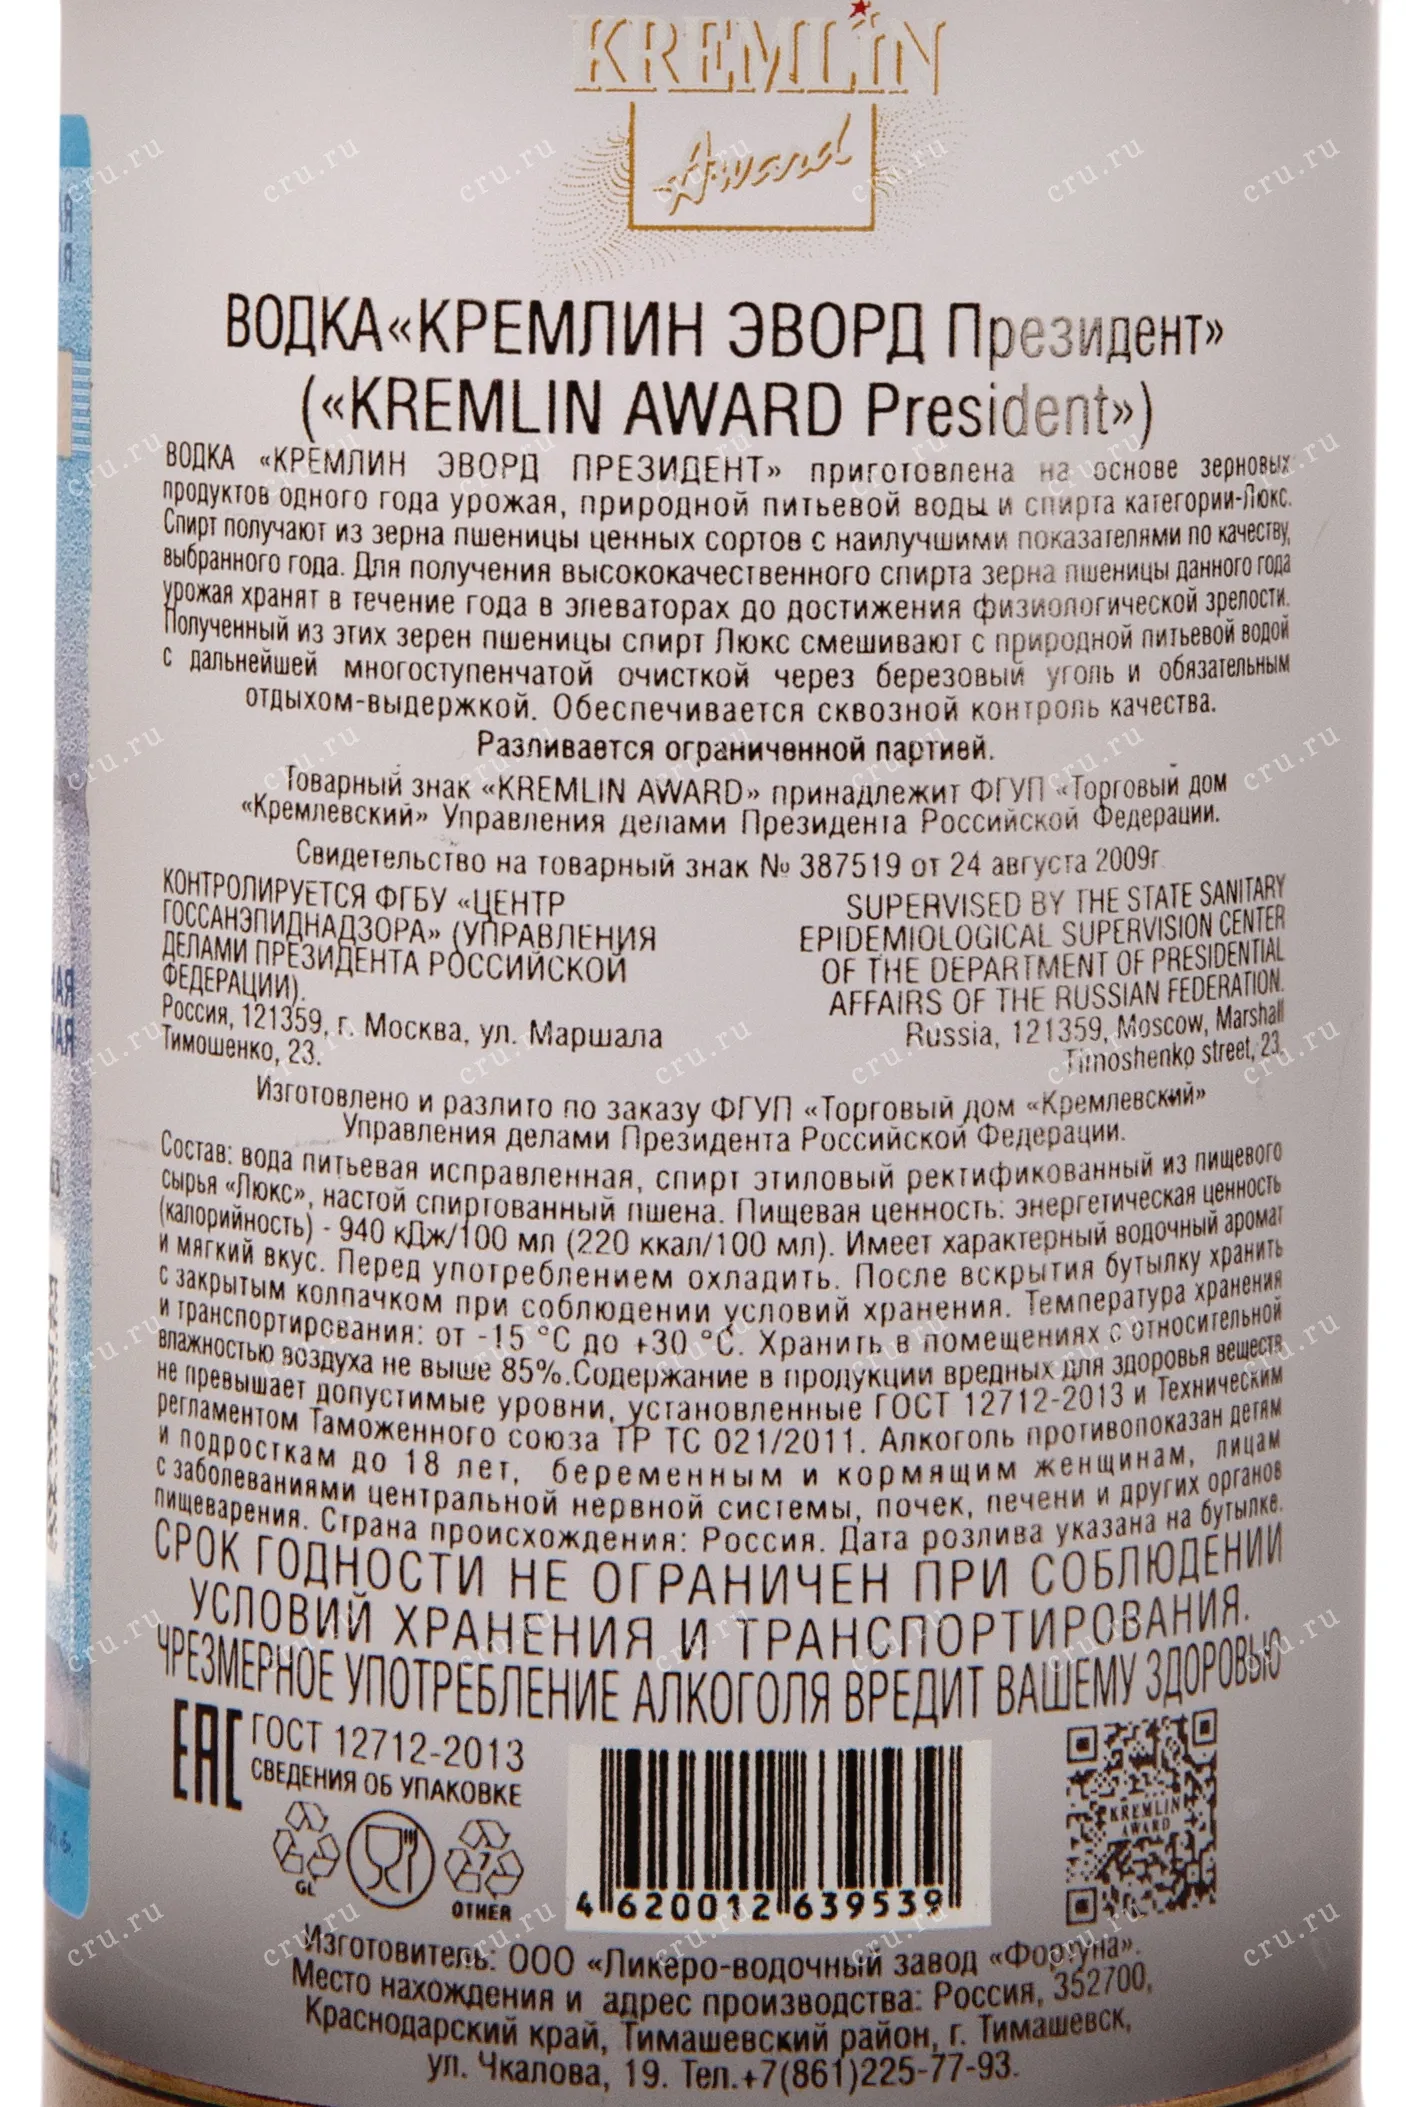 KREMLIN
Award
ВОДКА«КРЕМЛИН ЭВОРД Президент»
(«KREMLIN AWARD President»)
ВОДКА «КРЕМЛИН ЭВОРД ПРЕЗИДЕНТ» приготовлена на основе зерновых
продуктов одного года урожая, природной питьевой воды и спирта категории-Люкс.
Спирт получают из зерна пшеницы ценных сортов с наилучшими показателями по качеству,
выбранного года. Для получения высококачественного спирта зерна пшеницы данного года
урожая хранят в течение года в элеваторах до достижения физиологической зрелости.
Полученный из этих зерен пшеницы спирт Люкс смешивают с природной питьевой водой
с дальнейшей многоступенчатой очисткой через березовый уголь и обязательным
отдыхом-выдержкой. Обеспечивается сквозной контроль качества.
Разливается ограниченной партией.
Товарный знак «KREMLIN AWARD» принадлежит ФГУП «Торговый дом
«Кремлевский» Управления делами Президента Российской Федерации.
Свидетельство на товарный знак № 387519 от 24 августа 2009г.
КОНТРОЛИРУЕТСЯ ФГБУ «ЦЕНТР
ГОССАНЭПИДНАДЗОРА» (УПРАВЛЕНИЯ
ДЕЛАМИ ПРЕЗИДЕНТА РОССИЙСКОЙ
ФЕДЕРАЦИИ).
Россия, 121359, г. Москва, ул. Маршала
Тимошенко, 23.
SUPERVISED BY THE STATE SANITARY
EPIDEMIOLOGICAL SUPERVISION CENTER
OF THE DEPARTMENT OF PRESIDENTIAL
AFFAIRS OF THE RUSSIAN FEDERATION.
Russia, 121359, Moscow, Marshall
Timoshenko street, 23.
Изготовлено и разлито по заказу ФГУП «Торговый дом «Кремлевский»
Управления делами Президента Российской Федерации.
Состав: вода питьевая исправленная, спирт этиловый ректификованный из пищевого
сырья «Люкс», настой спиртованный пшена. Пищевая ценность: энергетическая ценность
(калорийность) - 940 кДж/100 мл (220 ккал/100 мл). Имеет характерный водочный аромат
и мягкий вкус. Перед употреблением охладить. После вскрытия бутылку хранить
с закрытым колпачком при соблюдении условий хранения. Температура хранения
и транспортирования: от -15 °С до +30 °С. Хранить в помещениях с относительной
влажностью воздуха не выше 85%.Содержание в продукции вредных для здоровья веществ
не превышает допустимые уровни, установленные ГОСТ 12712-2013 и Техническим
регламентом Таможенного союза ТР ТС 021/2011. Алкоголь противопоказан детям
и подросткам до 18 лет, беременным и кормящим женщинам, лицам
с заболеваниями центральной нервной системы, почек, печени и других органов
пищеварения. Страна происхождения: Россия. Дата розлива указана на бутылке.
СРОК ГОДНОСТИ НЕ ОГРАНИЧЕН ПРИ СОБЛЮДЕНИИ
УСЛОВИЙ ХРАНЕНИЯ И ТРАНСПОРТИРОВАНИЯ.
ЧРЕЗМЕРНОЕ УПОТРЕБЛЕНИЕ АЛКОГОЛЯ ВРЕДИТ ВАШЕМУ ЗДОРОВЬЮ
EAC
ГОСТ 12712-2013
СВЕДЕНИЯ ОБ УПАКОВКЕ
GL
7
OTHER
4 620012 639539
KREMLIN
AWARD
Изготовитель: ООО «Ликеро-водочный завод «Фортуна».
Место нахождения и адрес производства: Россия, 352700,
Краснодарский край, Тимашевский район, г. Тимашевск,
ул. Чкалова, 19. Тел.+7(861)225-77-93.
cru.ru